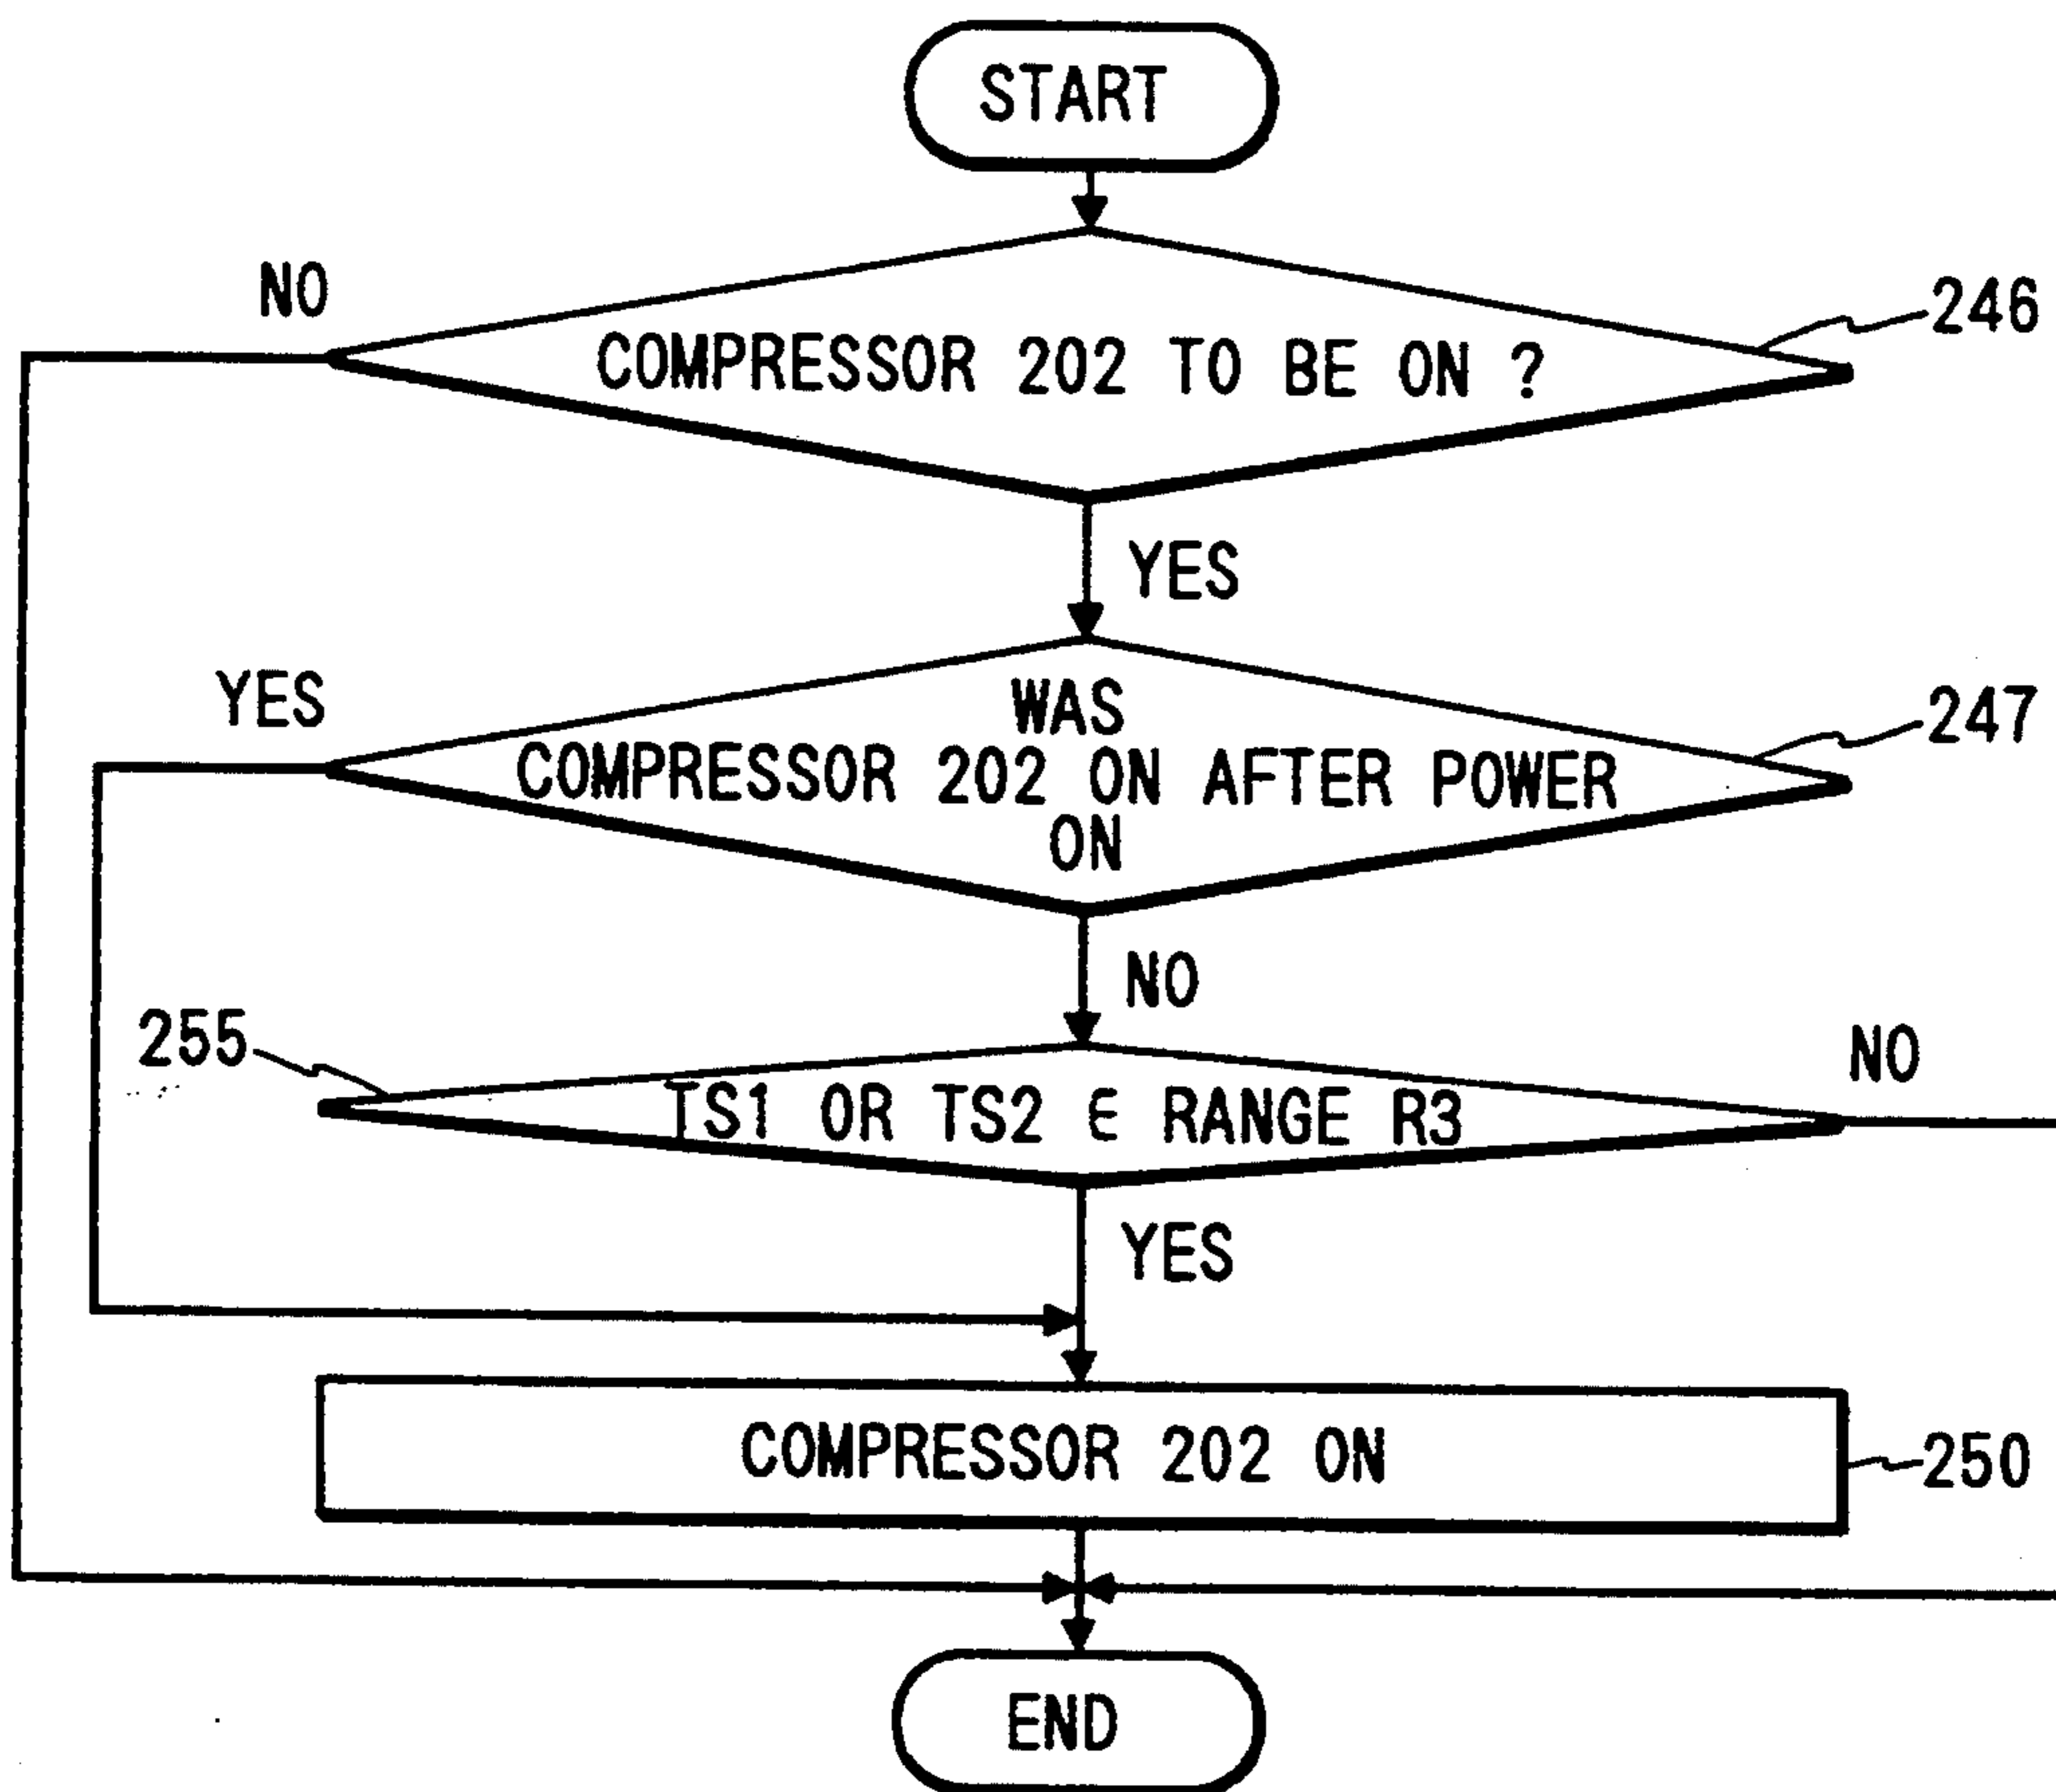 START
NO
246
COMPRESSOR 202 TO BE ON ?
YES
YES
WAS
247
COMPRESSOR 202 ON AFTER POWER
ON
NO
255
NO
TS1 OR TS2 ∈ RANGE R3
YES
COMPRESSOR 202 ON
250
END